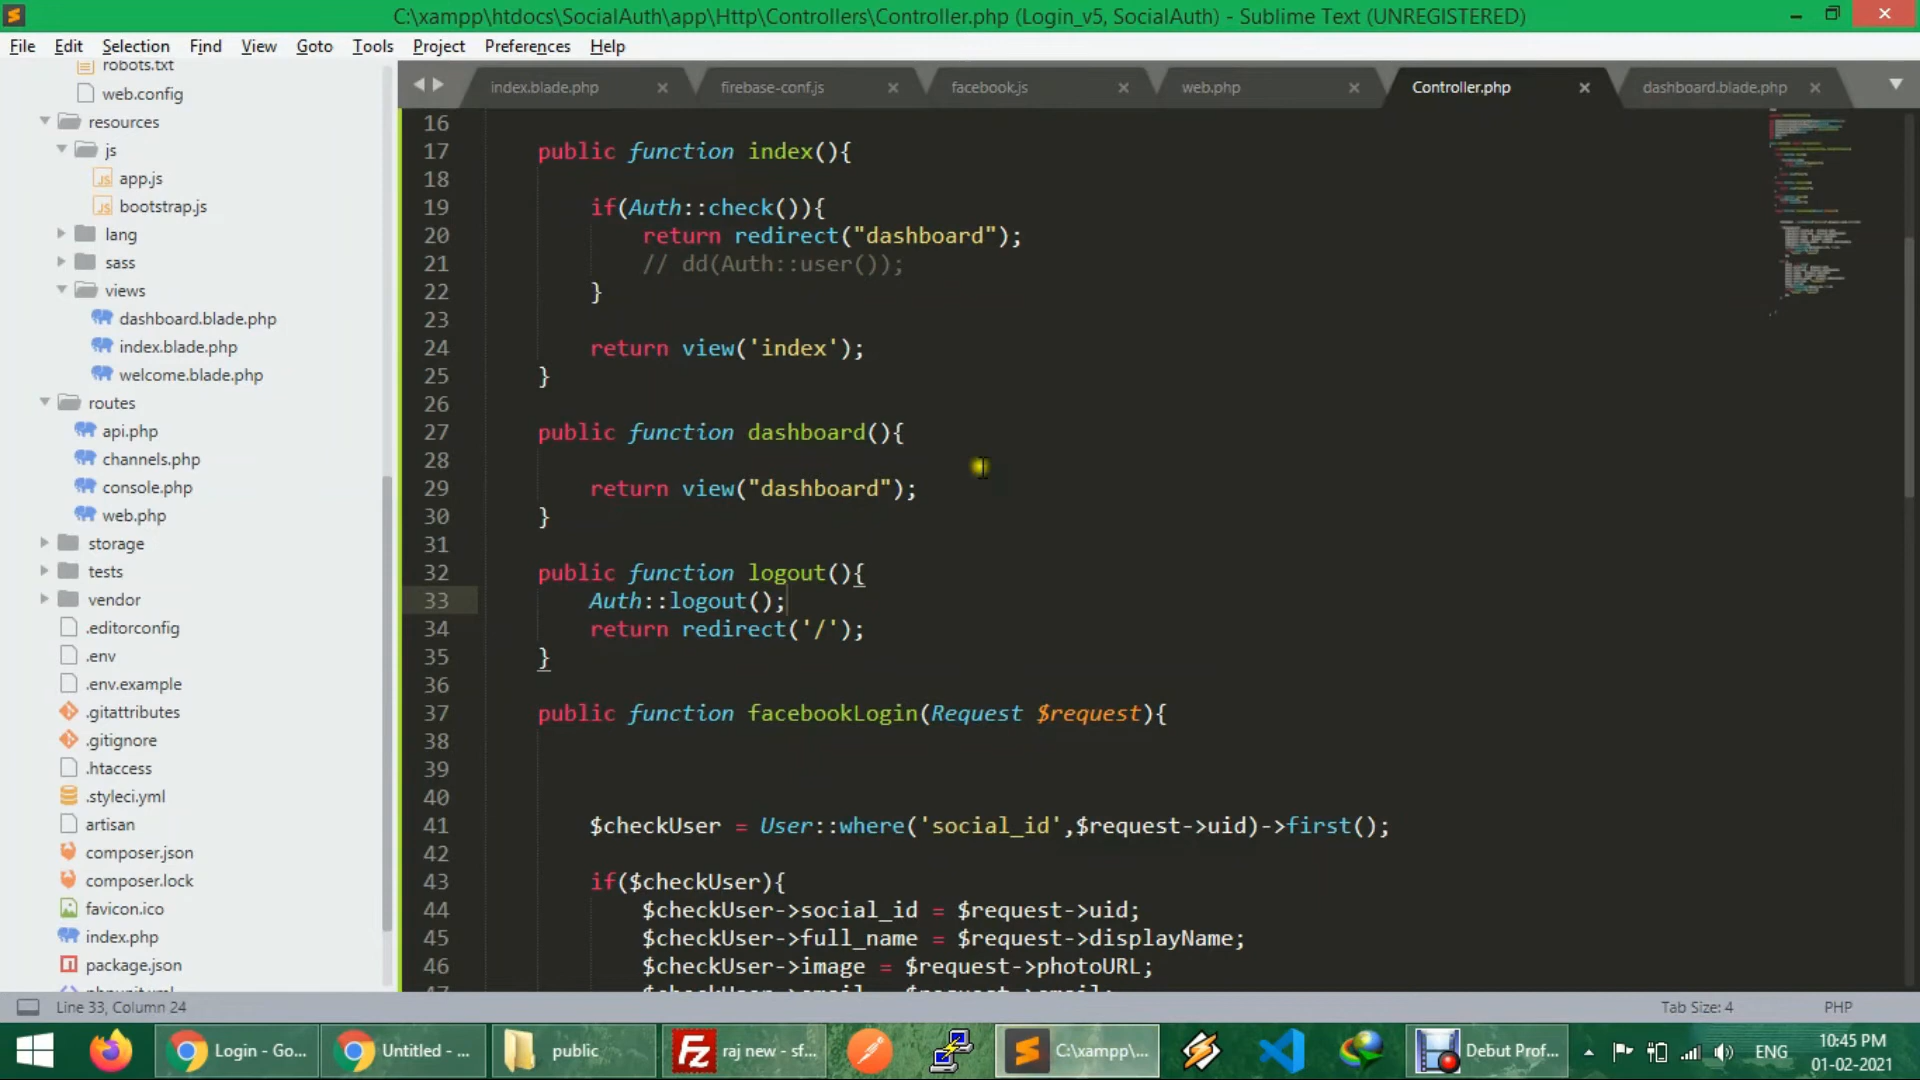 C:\xampp\htdocs\SocialAuth\app\Http\Controllers\Controller.php (Login_v5, SocialAuth) - Sublime Text (UNREGISTERED)
File Edit Selection Find View Goto Tools Project Preferences Help
robots.txt
web.config
resources
js
app.js
bootstrap.js
lang
sass
views
dashboard.blade.php
index.blade.php
welcome.blade.php
routes
api.php
channels.php
console.php
web.php
storage
tests
vendor
.editorconfig
.env
.env.example
.gitattributes
.gitignore
.htaccess
.styleci.yml
artisan
composer.json
composer.lock
favicon.ico
index.php
package.json
index.blade.php firebase-conf.js facebook.js web.php Controller.php dashboard.blade.php
16
17 public function index(){
18
19 if(Auth::check()){
20 return redirect("dashboard");
21 // dd(Auth::user());
22 }
23
24 return view('index');
25 }
26
27 public function dashboard(){
28
29 return view("dashboard");
30 }
31
32 public function logout(){
33 Auth::logout();
34 return redirect('/');
35 }
36
37 public function facebookLogin(Request $request){
38
39
40
41 $checkUser = User::where('social_id',$request->uid)->first();
42
43 if($checkUser){
44 $checkUser->social_id = $request->uid;
45 $checkUser->full_name = $request->displayName;
46 $checkUser->image = $request->photoURL;
Line 33, Column 24 Tab Size: 4 PHP
Login - Go... Untitled - ... public raj new - sf... C:\xampp\... Debut Prof... ENG 10:45 PM
01-02-2021